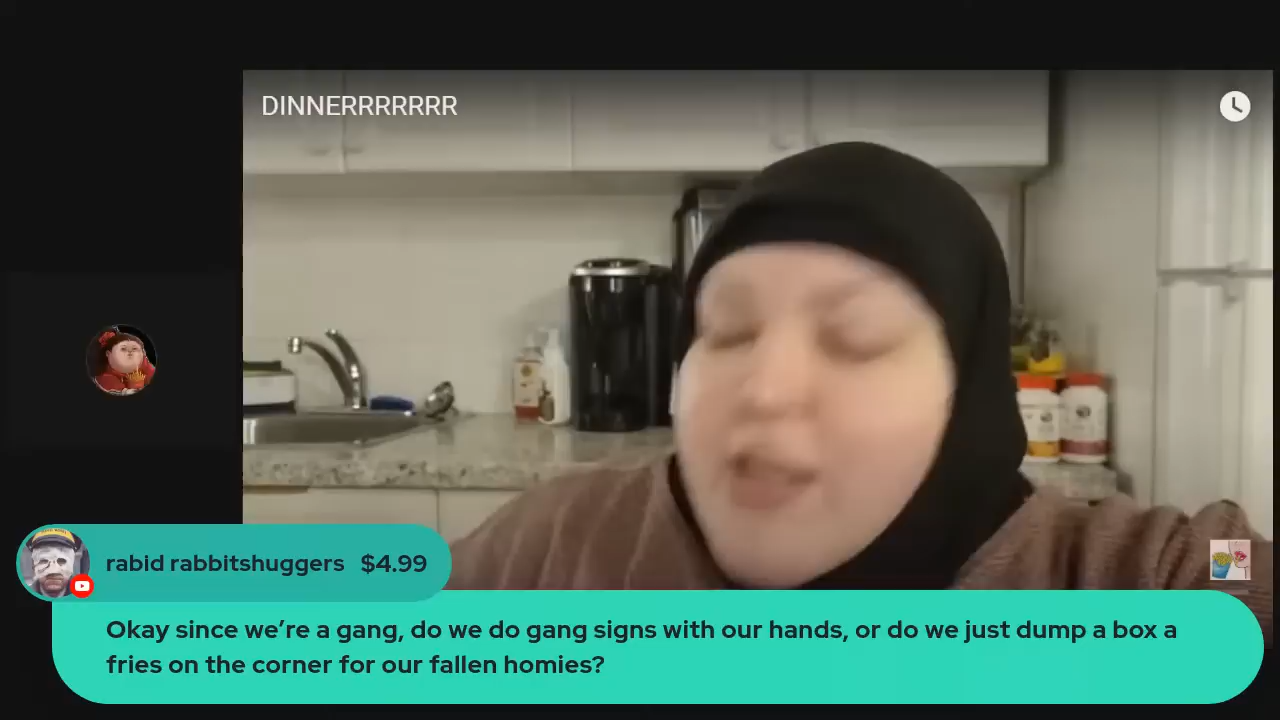 DINNERRRRRRR
rabid rabbitshuggers $4.99
Okay since we’re a gang, do we do gang signs with our hands, or do we just dump a box a
fries on the corner for our fallen homies?